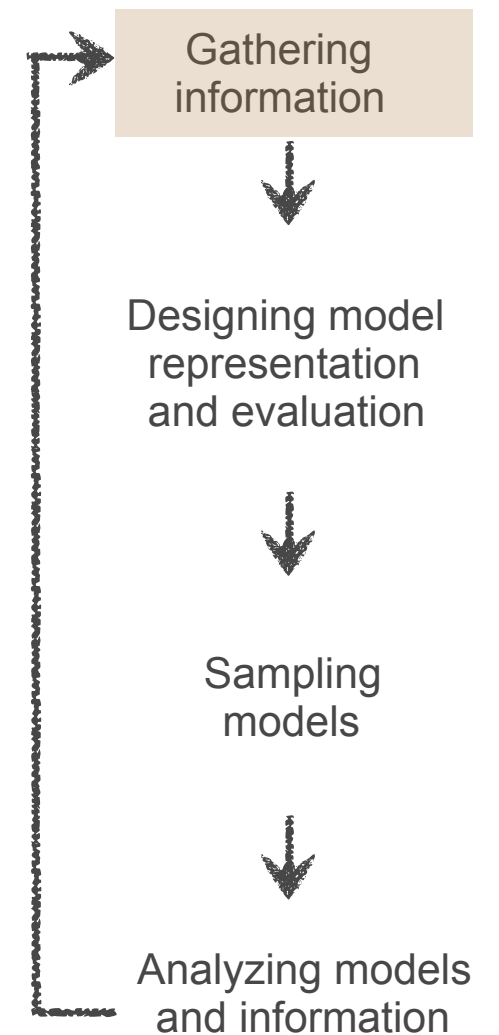 Gathering
information
Designing model
representation
and evaluation
Sampling
models
Analyzing models
and information